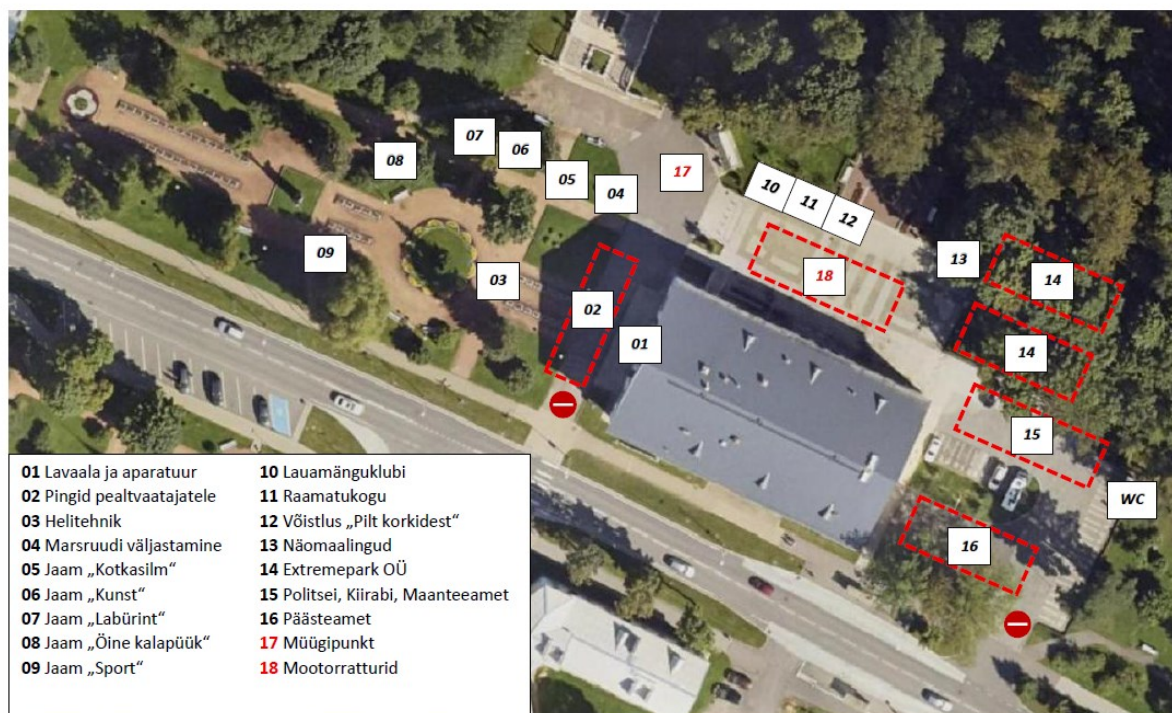 07
06
08
05
04
17
10
11
12
09
03
02
01
18
13
14
14
15
16
WC
01 Lavaala ja aparatuur
02 Pingid pealtvaatajatele
03 Helitehnik
04 Marsruudi väljastamine
05 Jaam „Kotkasilm“
06 Jaam „Kunst“
07 Jaam „Labürint“
08 Jaam „Öine kalapüük“
09 Jaam „Sport“
10 Lauamänguklubi
11 Raamatukogu
12 Võistlus „Pilt korkidest“
13 Näomaalingud
14 Extremepark OÜ
15 Politsei, Kiirabi, Maanteeamet
16 Päästeamet
17 Müügipunkt
18 Mootorratturid